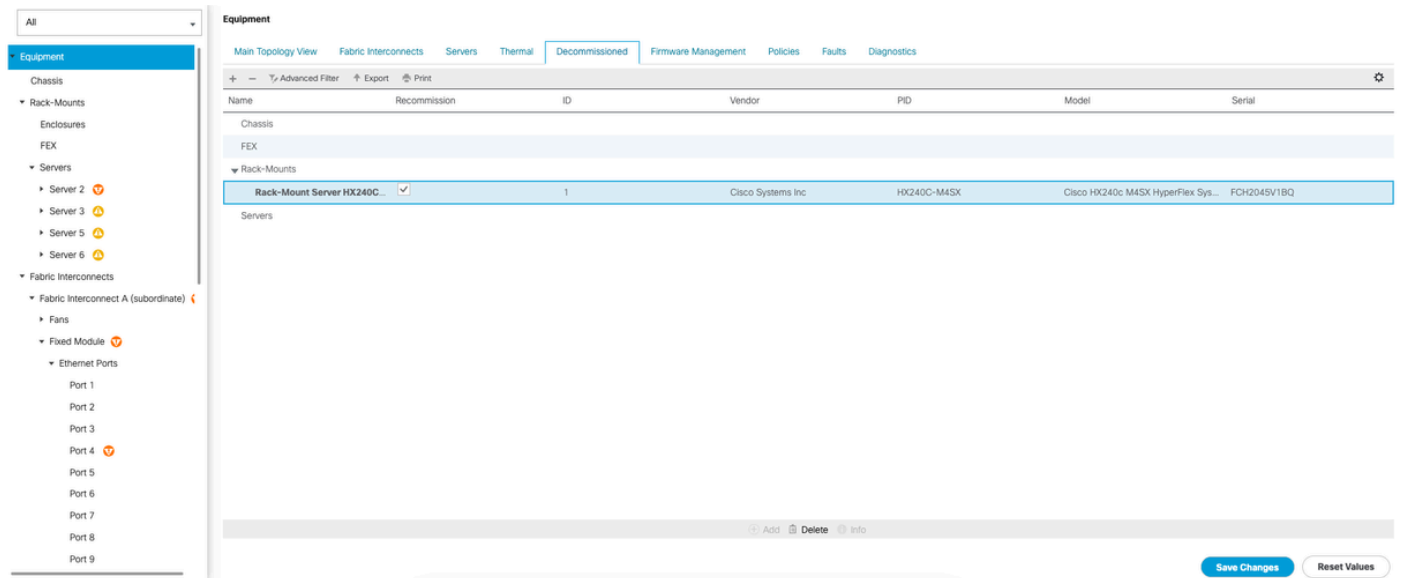 All
Equipment
Chassis
Rack-Mounts
Enclosures
FEX
Servers
Server 2
Server 3
Server 5
Server 6
Fabric Interconnects
Fabric Interconnect A (subordinate)
Fans
Fixed Module
Ethernet Ports
Port 1
Port 2
Port 3
Port 4
Port 5
Port 6
Port 7
Port 8
Port 9
Equipment
Main Topology View Fabric Interconnects Servers Thermal Decommissioned Firmware Management Policies Faults Diagnostics
+ − Advanced Filter Export Print
Name Recommission ID Vendor PID Model Serial
Chassis
FEX
Rack-Mounts
Rack-Mount Server HX240C... 1 Cisco Systems Inc HX240C-M4SX Cisco HX240c M4SX HyperFlex Sys... FCH2045V1BQ
Servers
Add Delete Info
Save Changes Reset Values